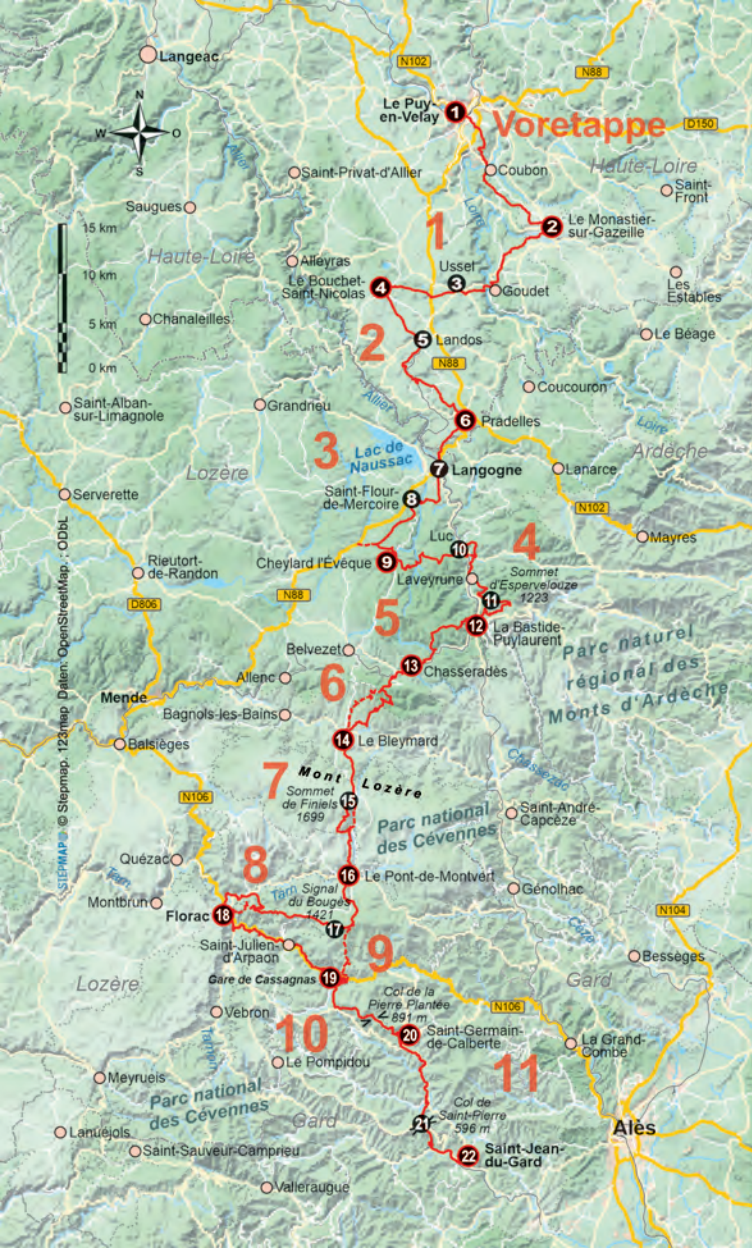 Langeac
N102
N88
N
W
O
S
Le Puy-
en-Velay
1
Voretappe
D150
Allier
Saint-Privat-d'Allier
Coubon
Haute-Loire
Saint-
Front
Saugues
Loire
2
Le Monastier-
sur-Gazeille
15 km
10 km
5 km
0 km
1
Haute-Loire
Alleyras
Ussel
3
Le Bouchet-
Saint-Nicolas
4
Goudet
Les
Estables
Chanaleilles
2
5
Landos
Le Béage
N88
Coucouron
Saint-Alban-
sur-Limagnole
Grandrieu
Allier
6
Pradelles
Loire
Ardèche
3
Lac de
Naussac
Lozère
7
Langogne
Lanarce
Serverette
Saint-Flour-
de-Mercoire
8
N102
Mayres
Luc
10
4
Cheylard l'Évêque
9
Rieutort-
de-Randon
Laveyrune
Sommet
d'Espervelouze
1223
11
N88
D806
5
12
La Bastide-
Puylaurent
Parc naturel
régional des
Monts d'Ardèche
Belvezet
13
Chasseradès
6
Allenc
Mende
Bagnols-les-Bains
14
Le Bleymard
Balsièges
Chassezac
7
Mont Lozère
Sommet
de Finiels
1699
15
N106
Parc national
des Cévennes
Saint-André-
Capcèze
Quézac
8
16
Le Pont-de-Montvert
Tarn
Tarn
Génolhac
Montbrun
Signal
du Bougès
1421
Florac
18
17
N104
Cèze
Saint-Julien-
d'Arpaon
9
Bessèges
Lozère
Gare de Cassagnas
19
Gard
Col de la
Pierre Plantée
891 m
N106
Vebron
10
20
Saint-Germain-
de-Calberte
Tarnon
La Grand-
Combe
Le Pompidou
11
Meyrueis
Parc national
des Cévennes
Gard
Col de
Saint-Pierre
596 m
21
Alès
Lanuéjols
Saint-Sauveur-Camprieu
22
Saint-Jean-
du-Gard
Valleraugue
STEPMAP © Stepmap, 123map Daten: OpenStreetMap, : ODbL